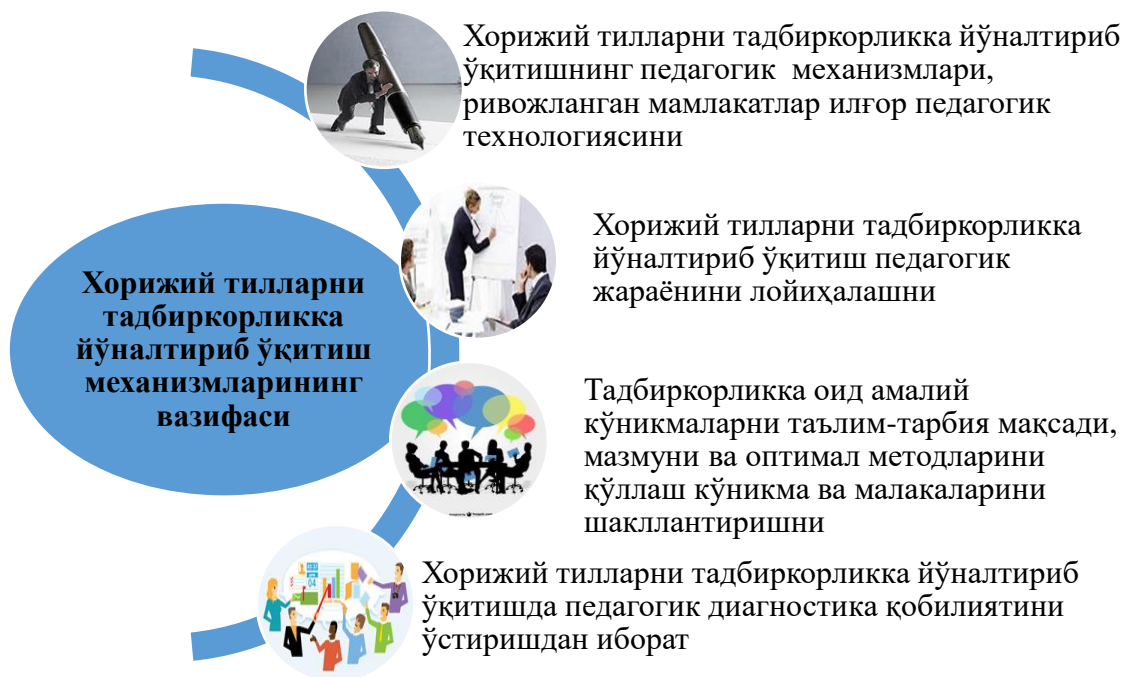 Хорижий тилларни тадбиркорликка йўналтириб
ўқитишнинг педагогик механизмлари,
ривожланган мамлакатлар илғор педагогик
технологиясини
Хорижий тилларни
тадбиркорликка
йўналтириб ўқитиш
механизмларининг
вазифаси
Хорижий тилларни тадбиркорликка
йўналтириб ўқитиш педагогик
жараёнини лойиҳалашни
Тадбиркорликка оид амалий
кўникмаларни таълим-тарбия мақсади,
мазмуни ва оптимал методларини
қўллаш кўникма ва малакаларини
шакллантиришни
Хорижий тилларни тадбиркорликка йўналтириб
ўқитишда педагогик диагностика қобилиятини
ўстиришдан иборат